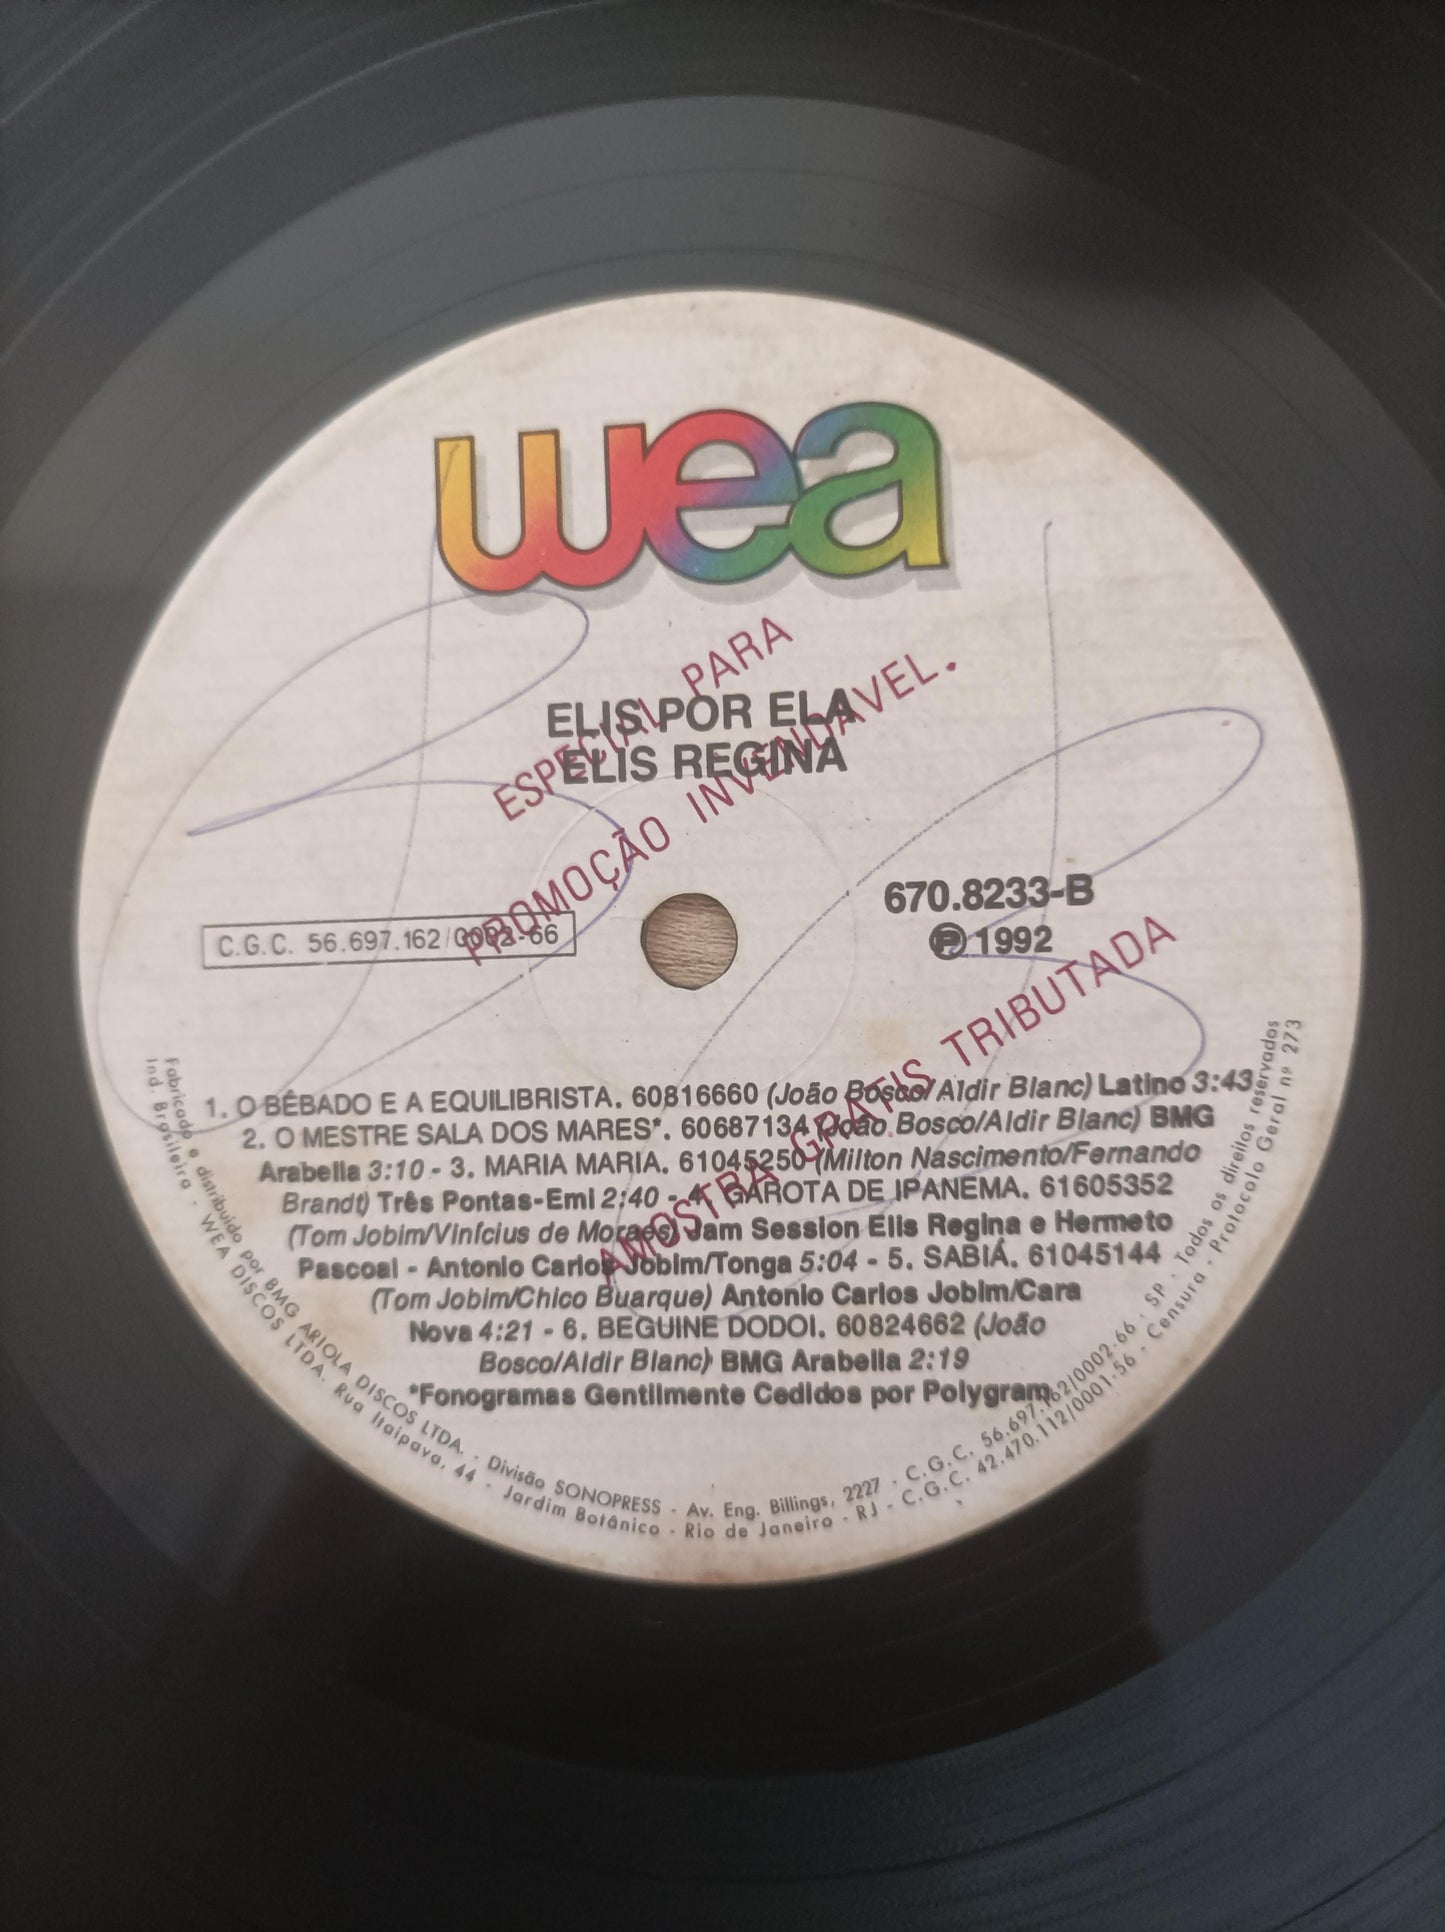 wea
ESPECIAL PARA
PROMOÇÃO INVENDAVEL.
AMOSTRA GRATIS TRIBUTADA
ELIS POR ELA
ELIS REGINA
670.8233-B
Ⓟ 1992
C.G.C. 56.697.162/0002-66
1. O BÊBADO E A EQUILIBRISTA. 60816660 (João Bosco/Aldir Blanc) Latino 3:43
2. O MESTRE SALA DOS MARES*. 60687134 (João Bosco/Aldir Blanc) BMG
Arabella 3:10 - 3. MARIA MARIA. 61045250 (Milton Nascimento/Fernando
Brandt) Três Pontas-Emi 2:40 - 4. GAROTA DE IPANEMA. 61605352
(Tom Jobim/Vinícius de Moraes) Jam Session Elis Regina e Hermeto
Pascoal - Antonio Carlos Jobim/Tonga 5:04 - 5. SABIÁ. 61045144
(Tom Jobim/Chico Buarque) Antonio Carlos Jobim/Cara
Nova 4:21 - 6. BEGUINE DODOI. 60824662 (João
Bosco/Aldir Blanc) BMG Arabella 2:19
*Fonogramas Gentilmente Cedidos por Polygram.
Fabricado e distribuído por BMG ARIOLA DISCOS LTDA. - Divisão SONOPRESS - Av. Eng. Billings, 2227 - C.G.C. 56.697.162/0002-66 - SP - Todos os direitos reservados
Ind. Brasileira - WEA DISCOS LTDA. Rua Itaipava, 44 - Jardim Botânico - Rio de Janeiro - RJ - C.G.C. 42.470.112/0001-56 - Censura - Protocolo Geral nº 273